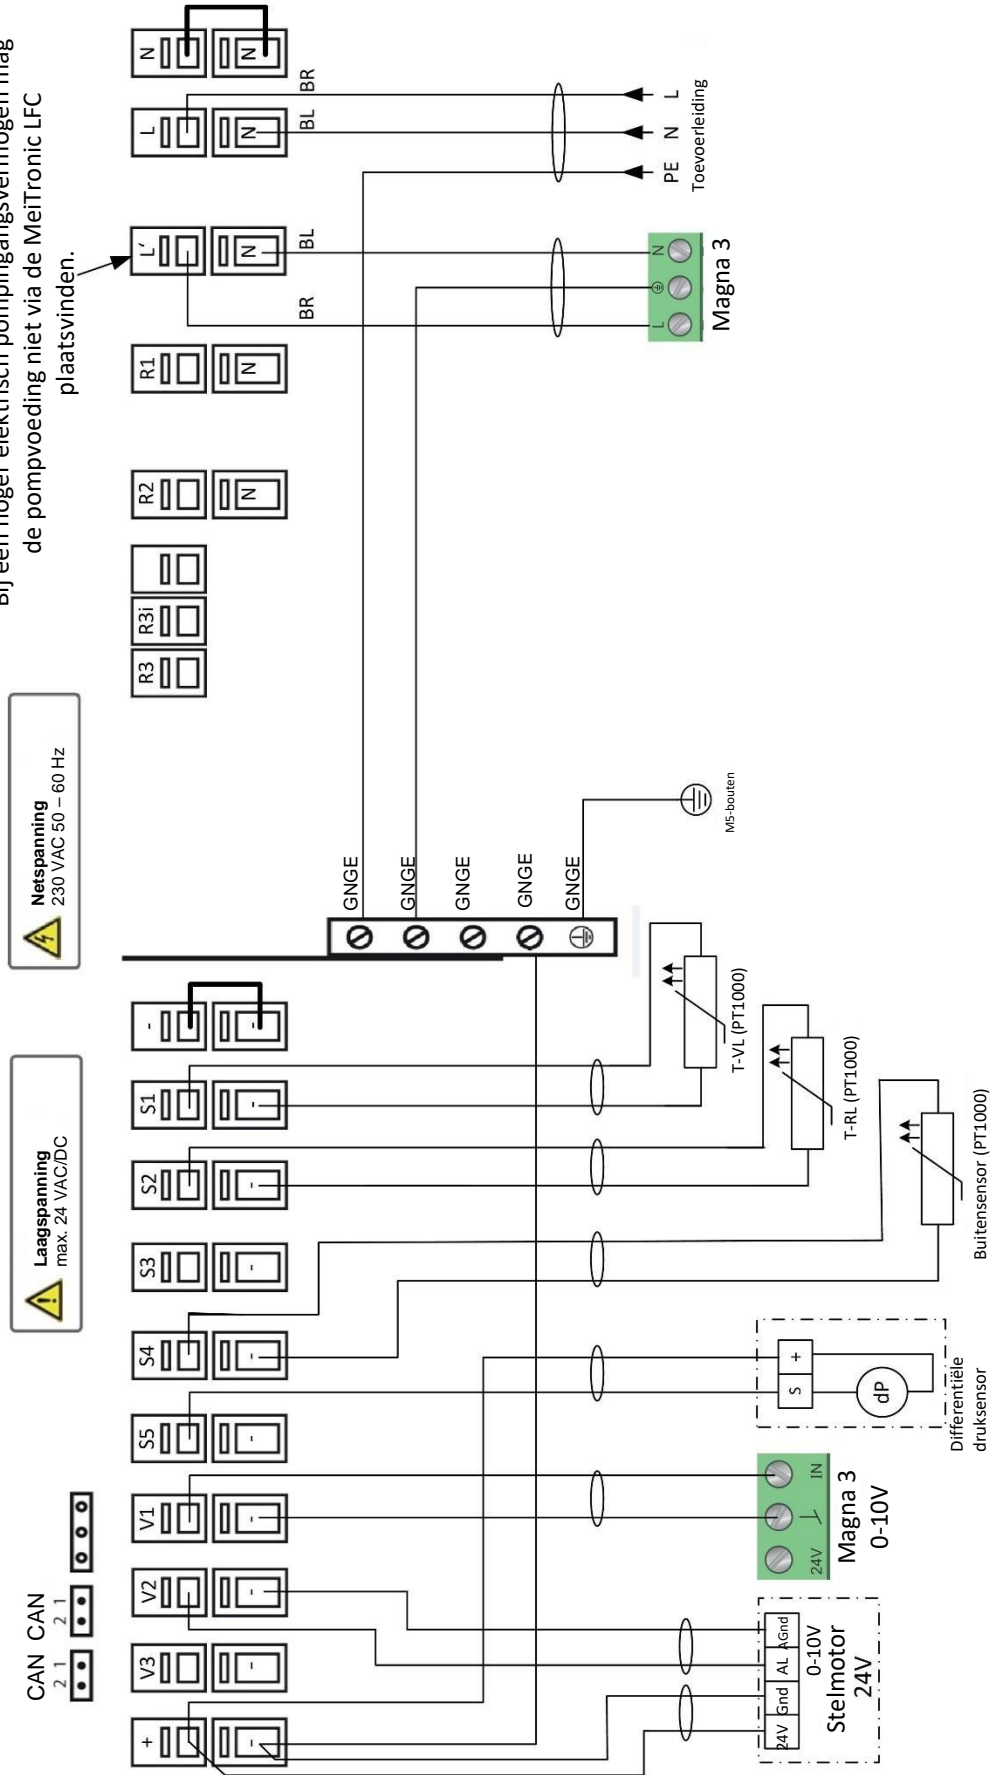 Bij een hoger elektrisch pompingangsvermogen mag
de pompvoeding niet via de MeiTronic LFC
plaatsvinden.
Laagspanning
max. 24 VAC/DC
Netspanning
230 VAC 50 – 60 Hz
CAN CAN
2 1 2 1
+ V3 V2 V1 S5 S4 S3 S2 S1 - R3 R3i R2 R1 L' L N
- - - - - - - - - - N N N N N
BR BL BL BR
GNGE GNGE GNGE GNGE GNGE
M5-bouten
PE N L
Toevoerleiding
L N
Magna 3
T-VL (PT1000)
T-RL (PT1000)
Buitensensor (PT1000)
S +
dP
Differentiële
druksensor
24V IN
Magna 3
0-10V
24V Gnd AL AGnd
0-10V
Stelmotor
24V